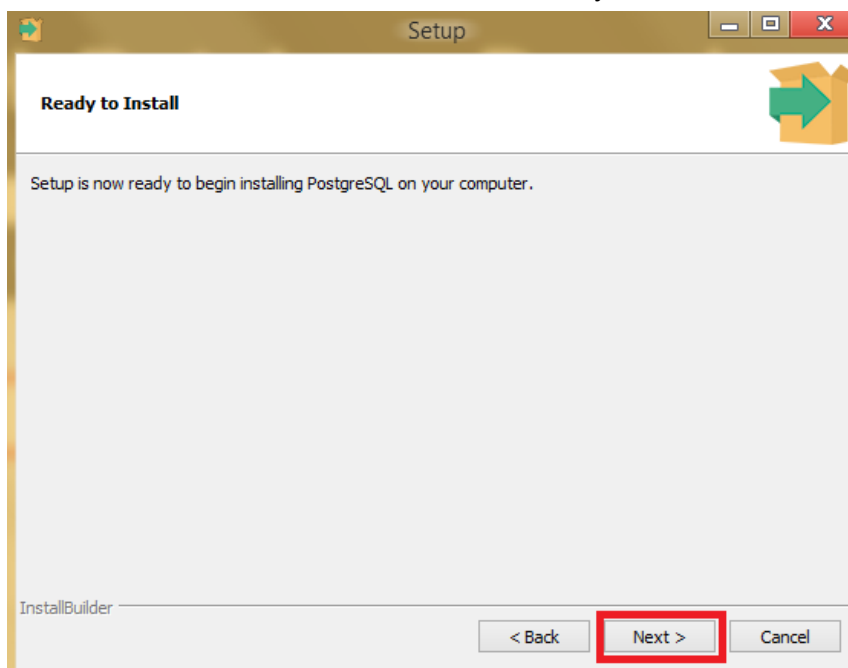 Setup
Ready to Install
Setup is now ready to begin installing PostgreSQL on your computer.
InstallBuilder
< Back Next > Cancel